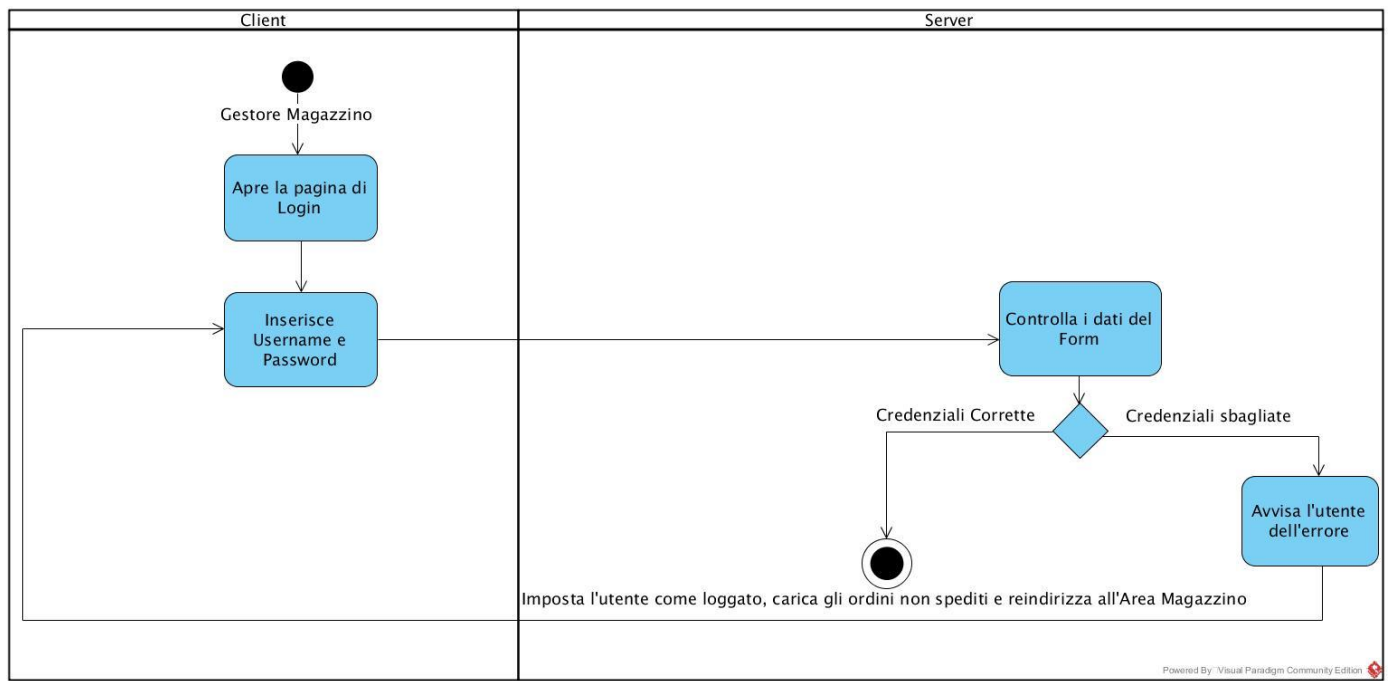 Client
Server
Gestore Magazzino
Apre la pagina di
Login
Inserisce
Username e
Password
Controlla i dati del
Form
Credenziali Corrette
Credenziali sbagliate
Avvisa l'utente
dell'errore
Imposta l'utente come loggato, carica gli ordini non spediti e reindirizza all'Area Magazzino
Powered By Visual Paradigm Community Edition